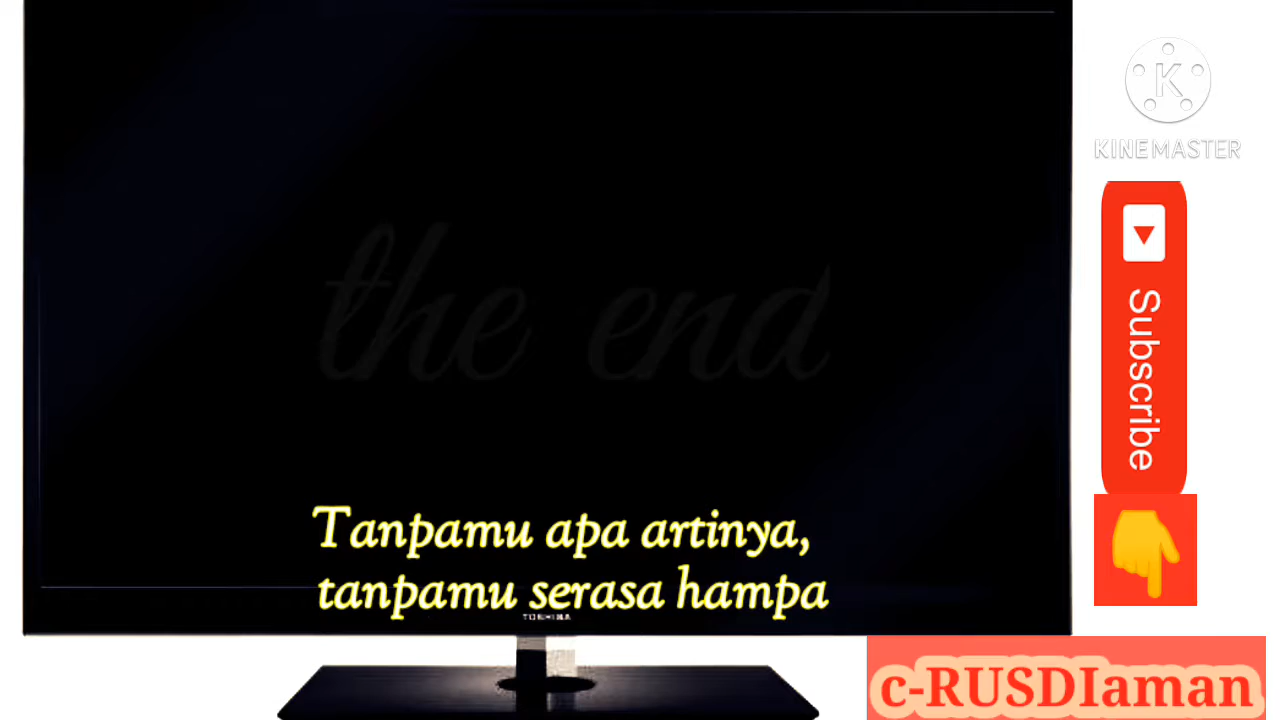 KINEMASTER
Subscribe
the end
Tanpamu apa artinya,
tanpamu serasa hampa
TOSHIBA
c-RUSDIaman